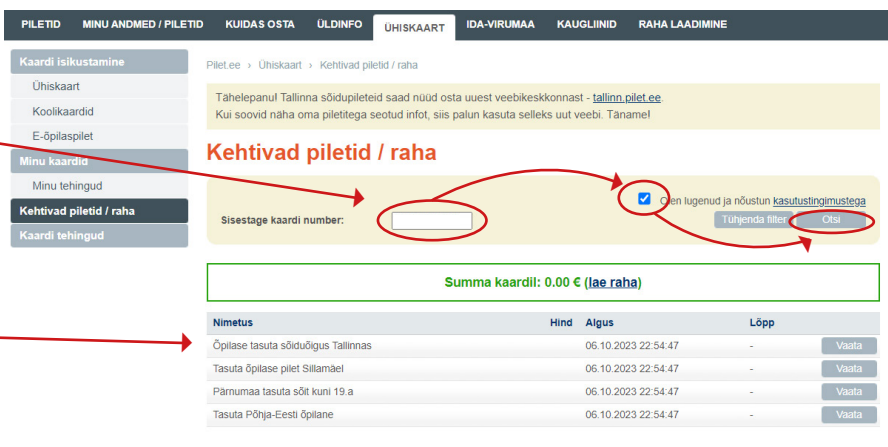 PILETID MINU ANDMED / PILETID KUIDAS OSTA ÜLDINFO ÜHISKAART IDA-VIRUMAA KAUGLIINID RAHA LAADIMINE
Kaardi isikustamine
Ühiskaart
Koolikaardid
E-õpilaspilet
Minu kaardid
Minu tehingud
Kehtivad piletid / raha
Kaardi tehingud
Pilet.ee › Ühiskaart › Kehtivad piletid / raha
Tähelepanu! Tallinna sõidupileteid saad nüüd osta uuest veebikeskkonnast - tallinn.pilet.ee.
Kui soovid näha oma piletitega seotud infot, siis palun kasuta selleks uut veebi. Täname!
Kehtivad piletid / raha
Olen lugenud ja nõustun kasutustingimustega
Sisestage kaardi number:
Tühjenda filter Otsi
Summa kaardil: 0.00 € (lae raha)
Nimetus Hind Algus Lõpp
Õpilase tasuta sõiduõigus Tallinnas 06.10.2023 22:54:47 - Vaata
Tasuta õpilase pilet Sillamäel 06.10.2023 22:54:47 - Vaata
Pärnumaa tasuta sõit kuni 19.a 06.10.2023 22:54:47 - Vaata
Tasuta Põhja-Eesti õpilane 06.10.2023 22:54:47 - Vaata